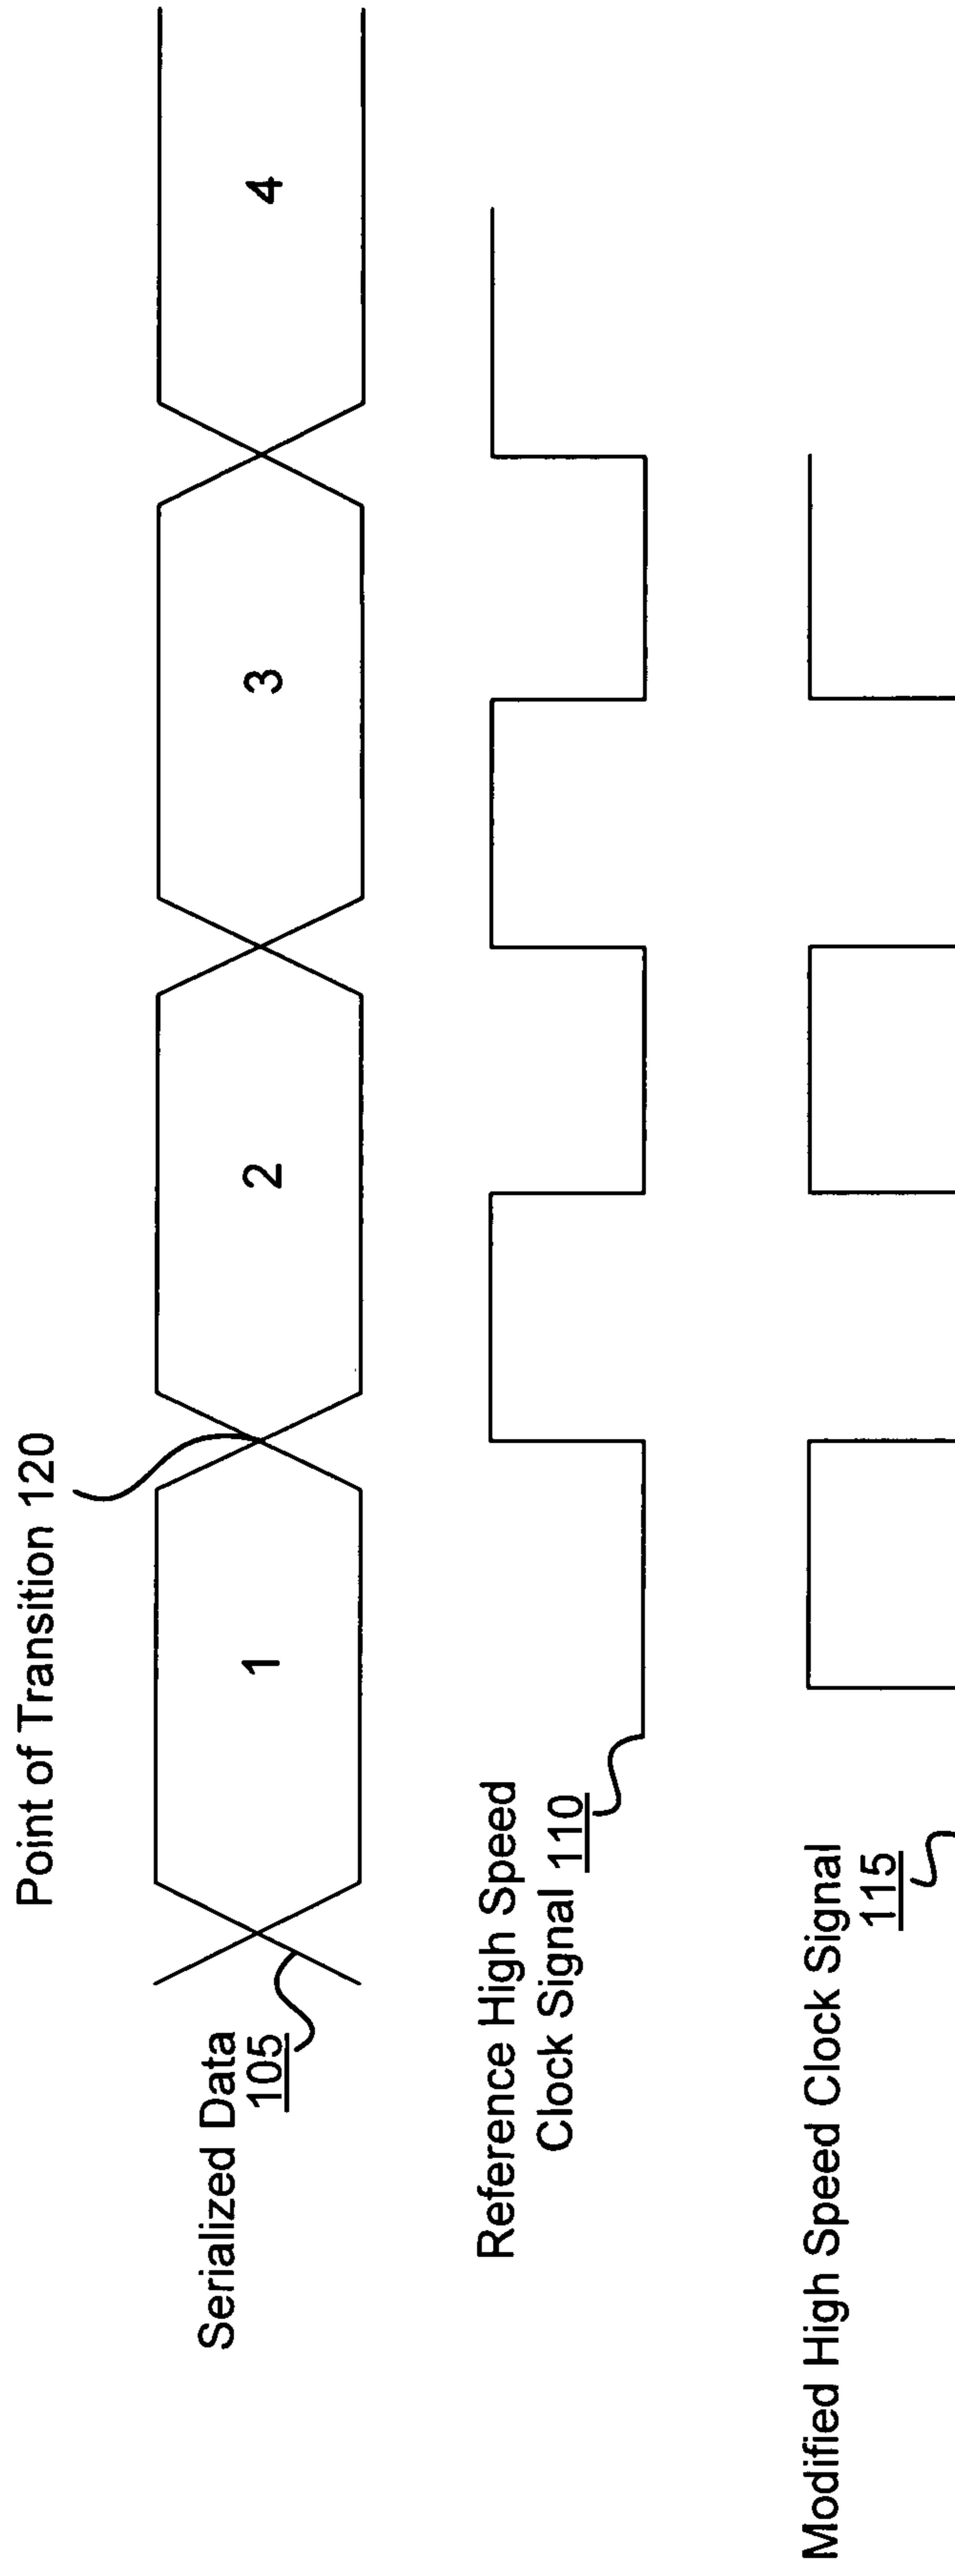 Point of Transition 120
Serialized Data
105
1
2
3
4
Reference High Speed
Clock Signal 110
Modified High Speed Clock Signal
115